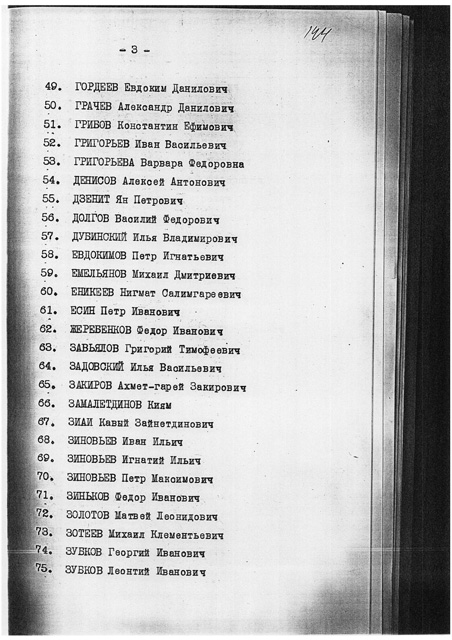 194
- 3 -
49. ГОРДЕЕВ Евдоким Данилович
50. ГРАЧЕВ Александр Данилович
51. ГРИБОВ Константин Ефимович
52. ГРИГОРЬЕВ Иван Васильевич
53. ГРИГОРЬЕВА Варвара Федоровна
54. ДЕНИСОВ Алексей Антонович
55. ДЗЕНИТ Ян Петрович
56. ДОЛГОВ Василий Федорович
57. ДУБИНСКИЙ Илья Владимирович
58. ЕВДОКИМОВ Петр Игнатьевич
59. ЕМЕЛЬЯНОВ Михаил Дмитриевич
60. ЕНИКЕЕВ Нигмат Салимгареевич
61. ЕСИН Петр Иванович
62. ЖЕРЕВЕНКОВ Федор Иванович
63. ЗАВЬЯЛОВ Григорий Тимофеевич
64. ЗАДОВСКИЙ Илья Васильевич
65. ЗАКИРОВ Ахмет-гарей Закирович
66. ЗАМАЛЕТДИНОВ Киям
67. ЗИАИ Кавый Зайнетдинович
68. ЗИНОВЬЕВ Иван Ильич
69. ЗИНОВЬЕВ Игнатий Ильич
70. ЗИНОВЬЕВ Петр Максимович
71. ЗИНЬКОВ Федор Иванович
72. ЗОЛОТОВ Матвей Леонидович
73. ЗОТЕЕВ Михаил Клементьевич
74. ЗУБКОВ Георгий Иванович
75. ЗУБКОВ Леонтий Иванович